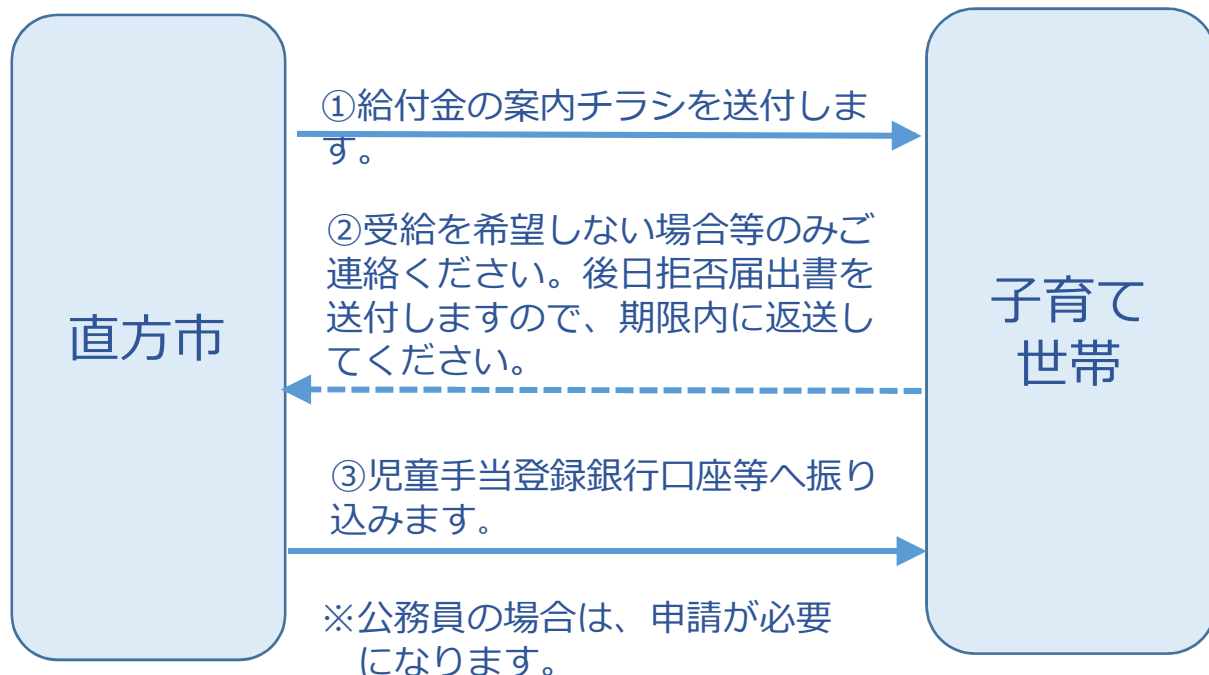 直方市
①給付金の案内チラシを送付しま
す。
②受給を希望しない場合等のみご
連絡ください。後日拒否届出書を
送付しますので、期限内に返送し
てください。
③児童手当登録銀行口座等へ振り
込みます。
※公務員の場合は、申請が必要
になります。
子育て
世帯